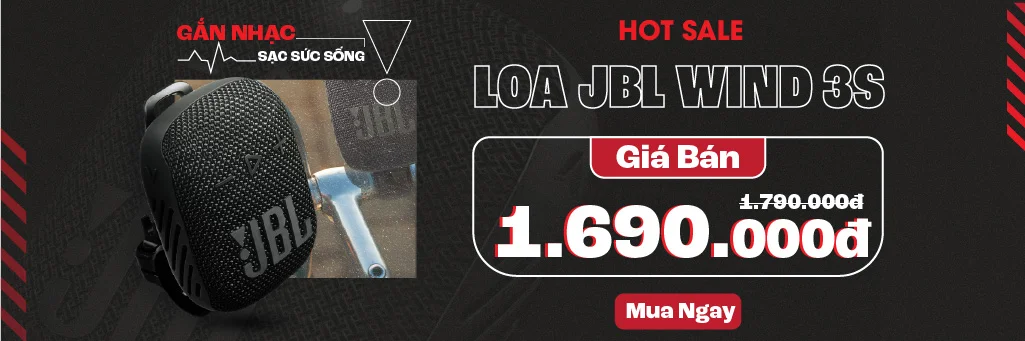 GẮN NHẠC
SẠC SỨC SỐNG
JBL
JBL
HOT SALE
LOA JBL WIND 3S
Giá Bán
1.790.000đ
1.690.000đ
Mua Ngay